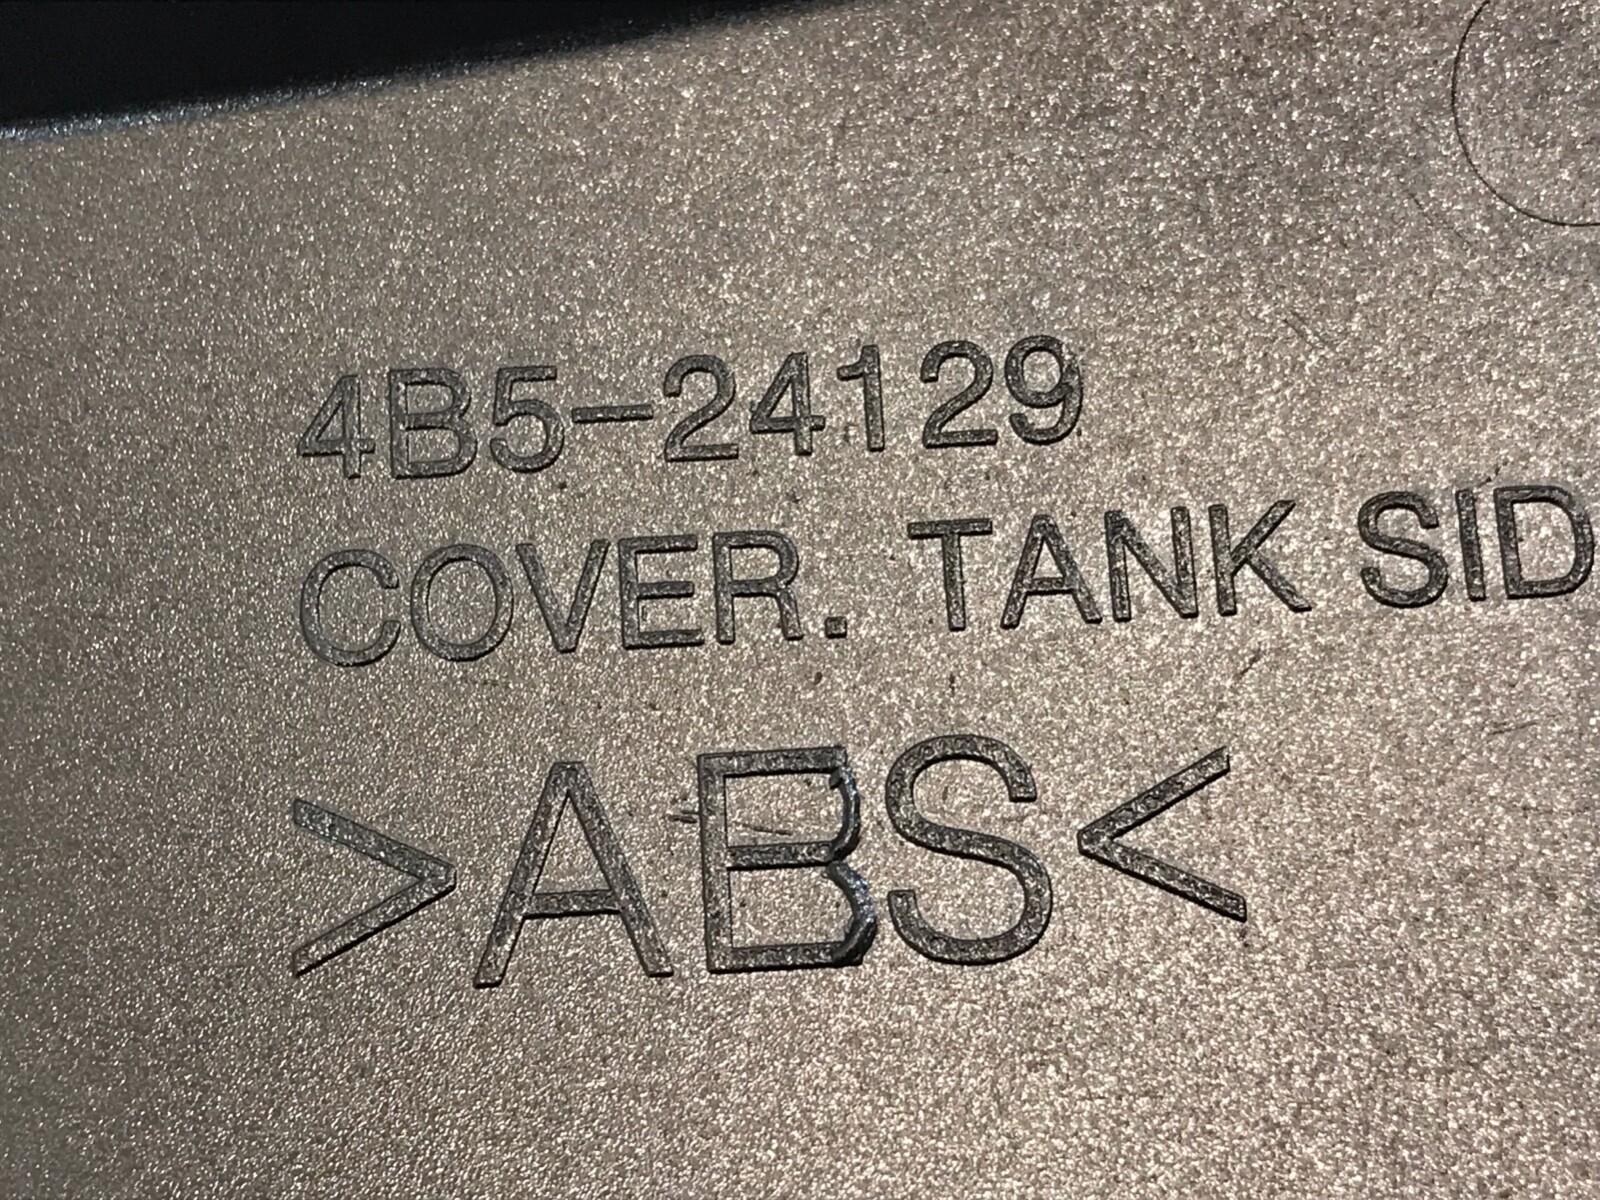 4B5-24129
COVER. TANK SID
>ABS<